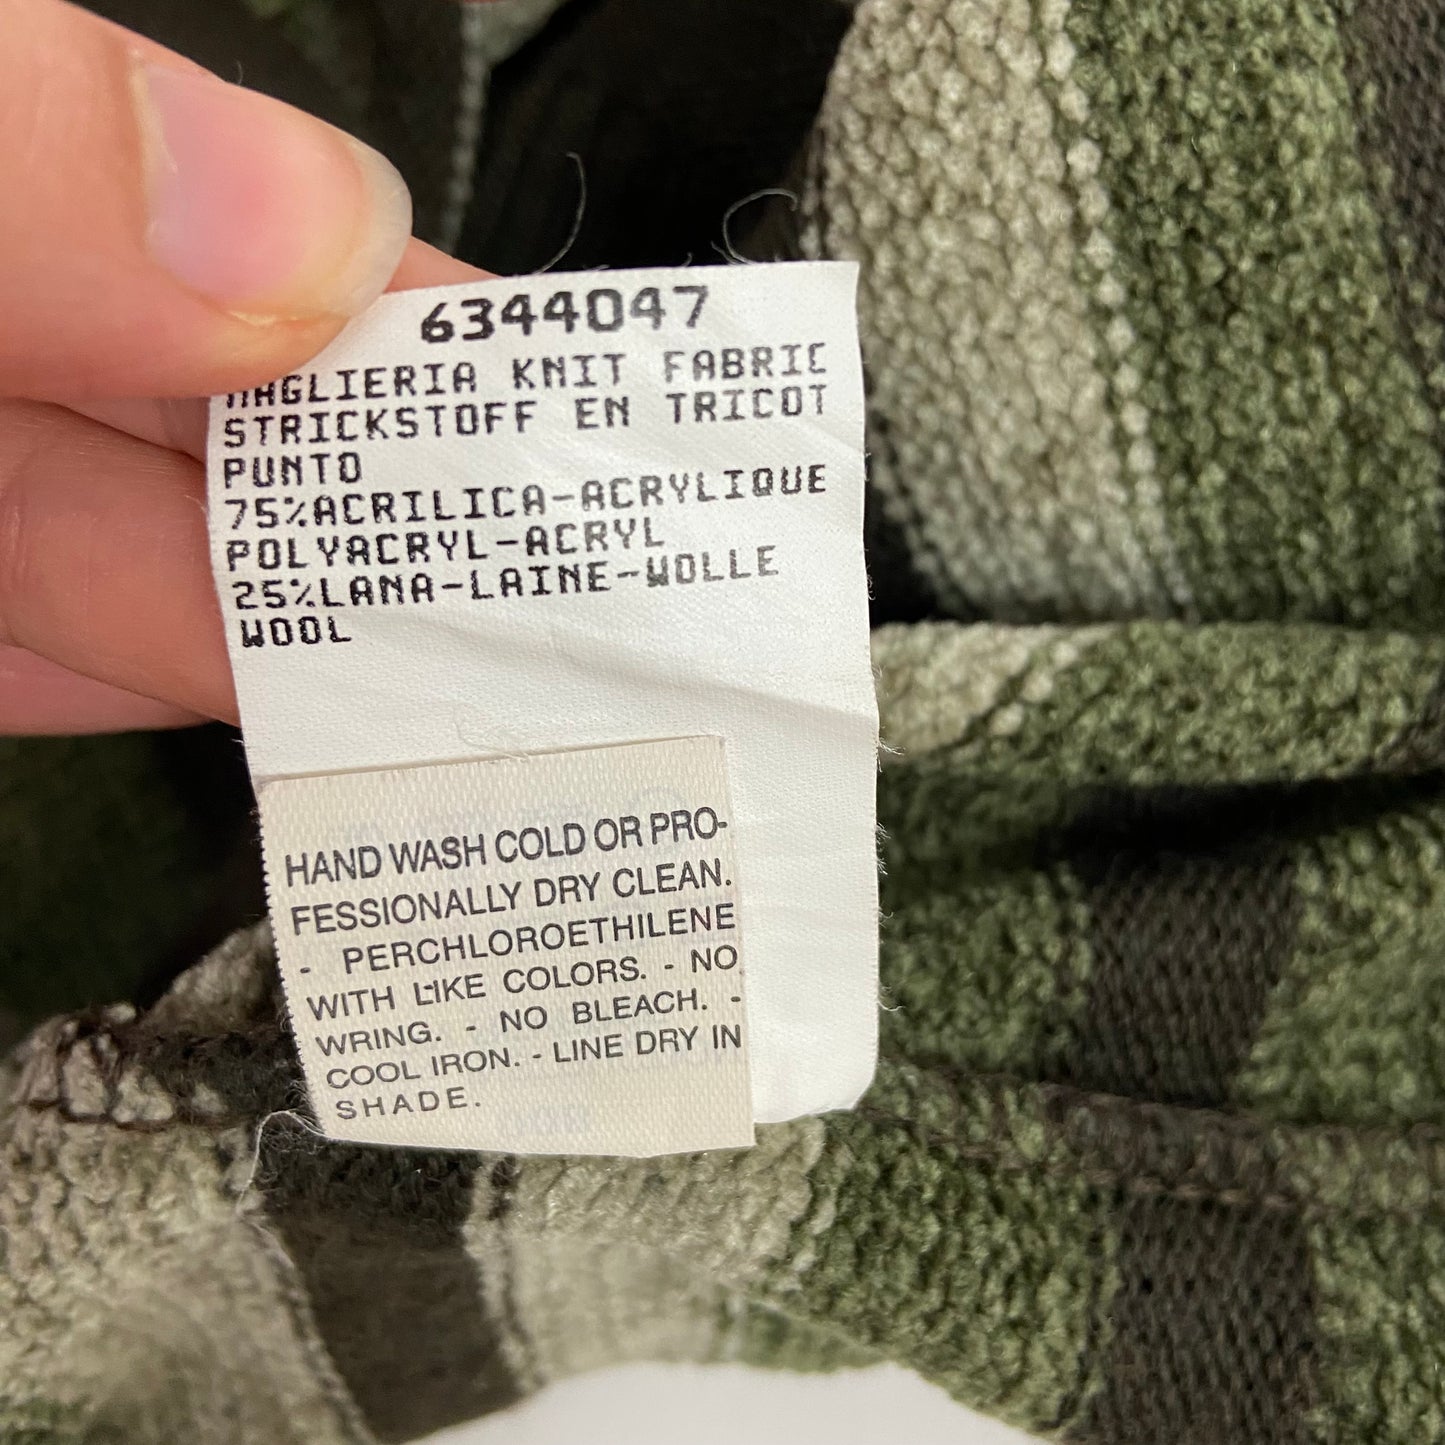 6344047
MAGLIERIA KNIT FABRIC
STRICKSTOFF EN TRICOT
PUNTO
75%ACRILICA-ACRYLIQUE
POLYACRYL-ACRYL
25%LANA-LAINE-WOLLE
WOOL
HAND WASH COLD OR PRO-
FESSIONALLY DRY CLEAN.
- PERCHLOROETHILENE
WITH LIKE COLORS. - NO
WRING. - NO BLEACH. -
COOL IRON. - LINE DRY IN
SHADE.